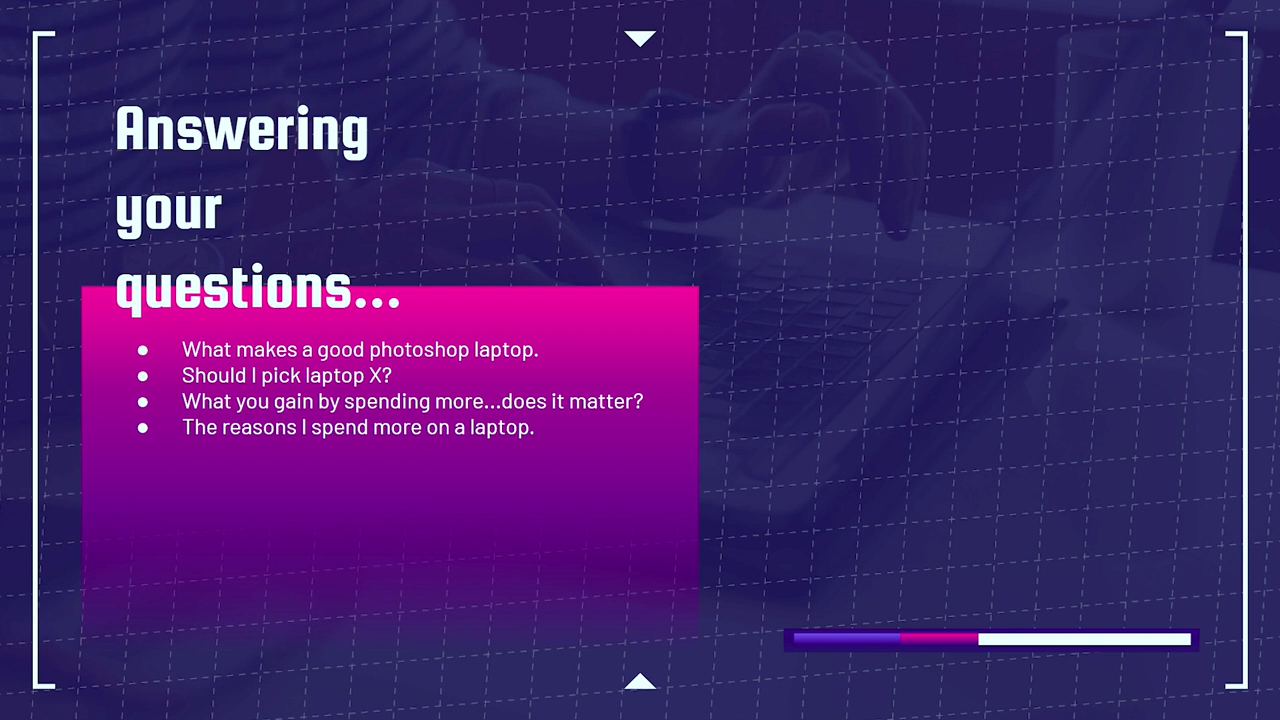 Answering
your
questions...
● What makes a good photoshop laptop.
● Should I pick laptop X?
● What you gain by spending more...does it matter?
● The reasons I spend more on a laptop.